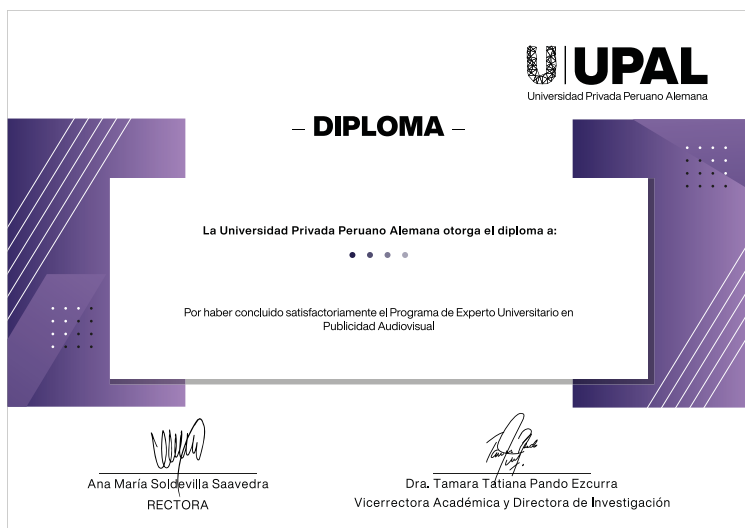 UPAL
Universidad Privada Peruano Alemana
– DIPLOMA –
La Universidad Privada Peruano Alemana otorga el diploma a:
Por haber concluido satisfactoriamente el Programa de Experto Universitario en
Publicidad Audiovisual
Ana María Soldevilla Saavedra
RECTORA
Dra. Tamara Tatiana Pando Ezcurra
Vicerrectora Académica y Directora de Investigación